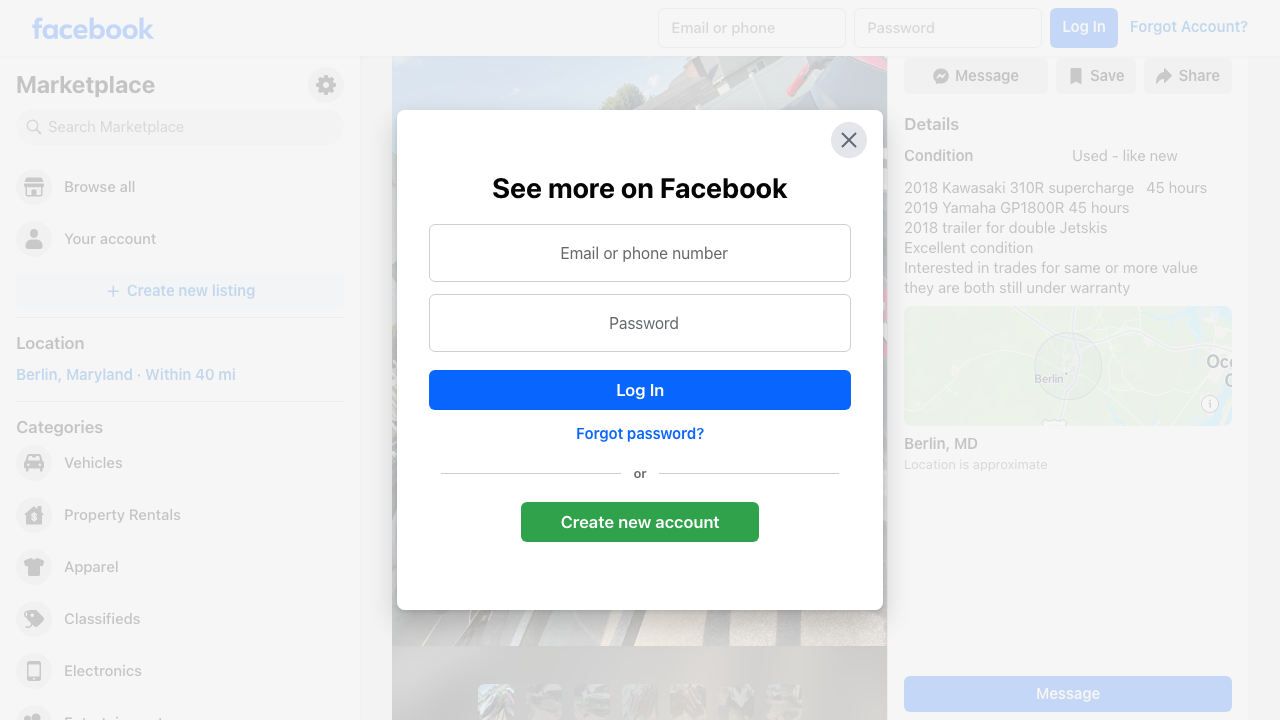 facebook
Email or phone
Password
Log In
Forgot Account?
Marketplace
Search Marketplace
Browse all
Your account
Create new listing
Location
Berlin, Maryland · Within 40 mi
Categories
Vehicles
Property Rentals
Apparel
Classifieds
Electronics
Entertainment
See more on Facebook
Email or phone number
Password
Log In
Forgot password?
or
Create new account
Message
Save
Share
Details
Condition
Used - like new
2018 Kawasaki 310R supercharge 45 hours
2019 Yamaha GP1800R 45 hours
2018 trailer for double Jetskis
Excellent condition
Interested in trades for same or more value
they are both still under warranty
Berlin
Berlin, MD
Location is approximate
Message